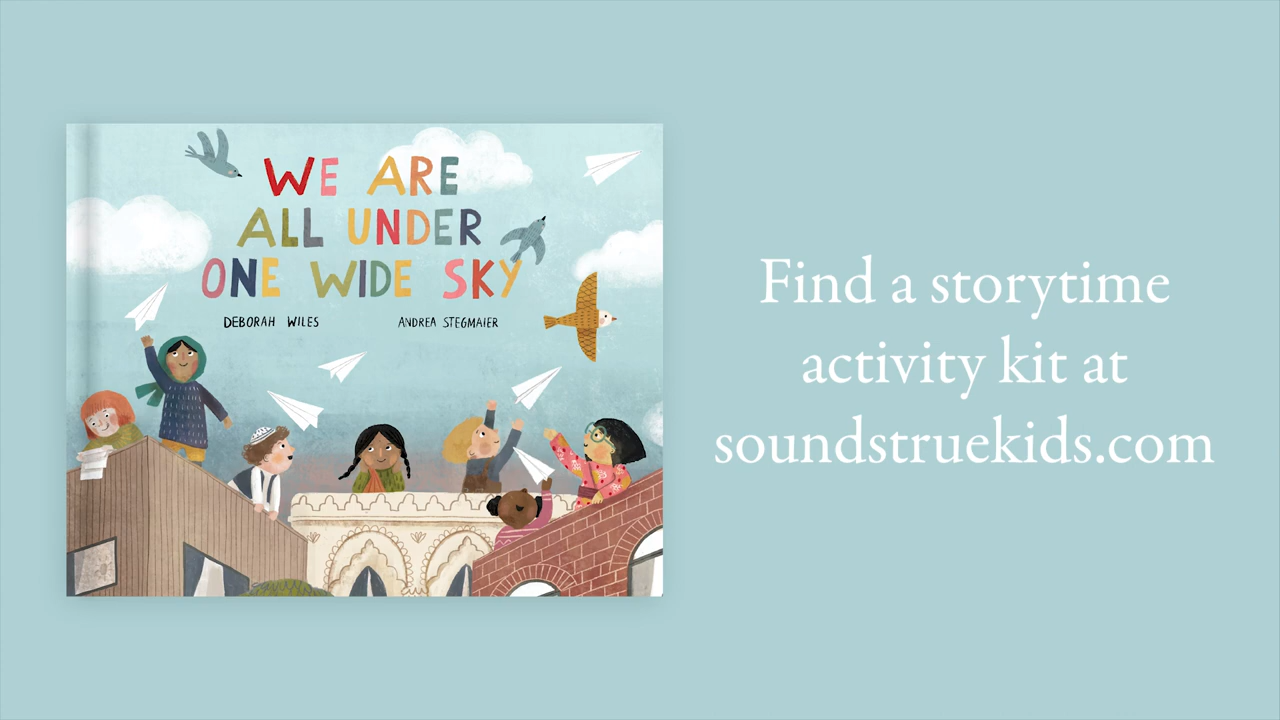 WE ARE
ALL UNDER
ONE WIDE SKY
DEBORAH WILES ANDREA STEGMAIER
Find a storytime
activity kit at
soundstruekids.com